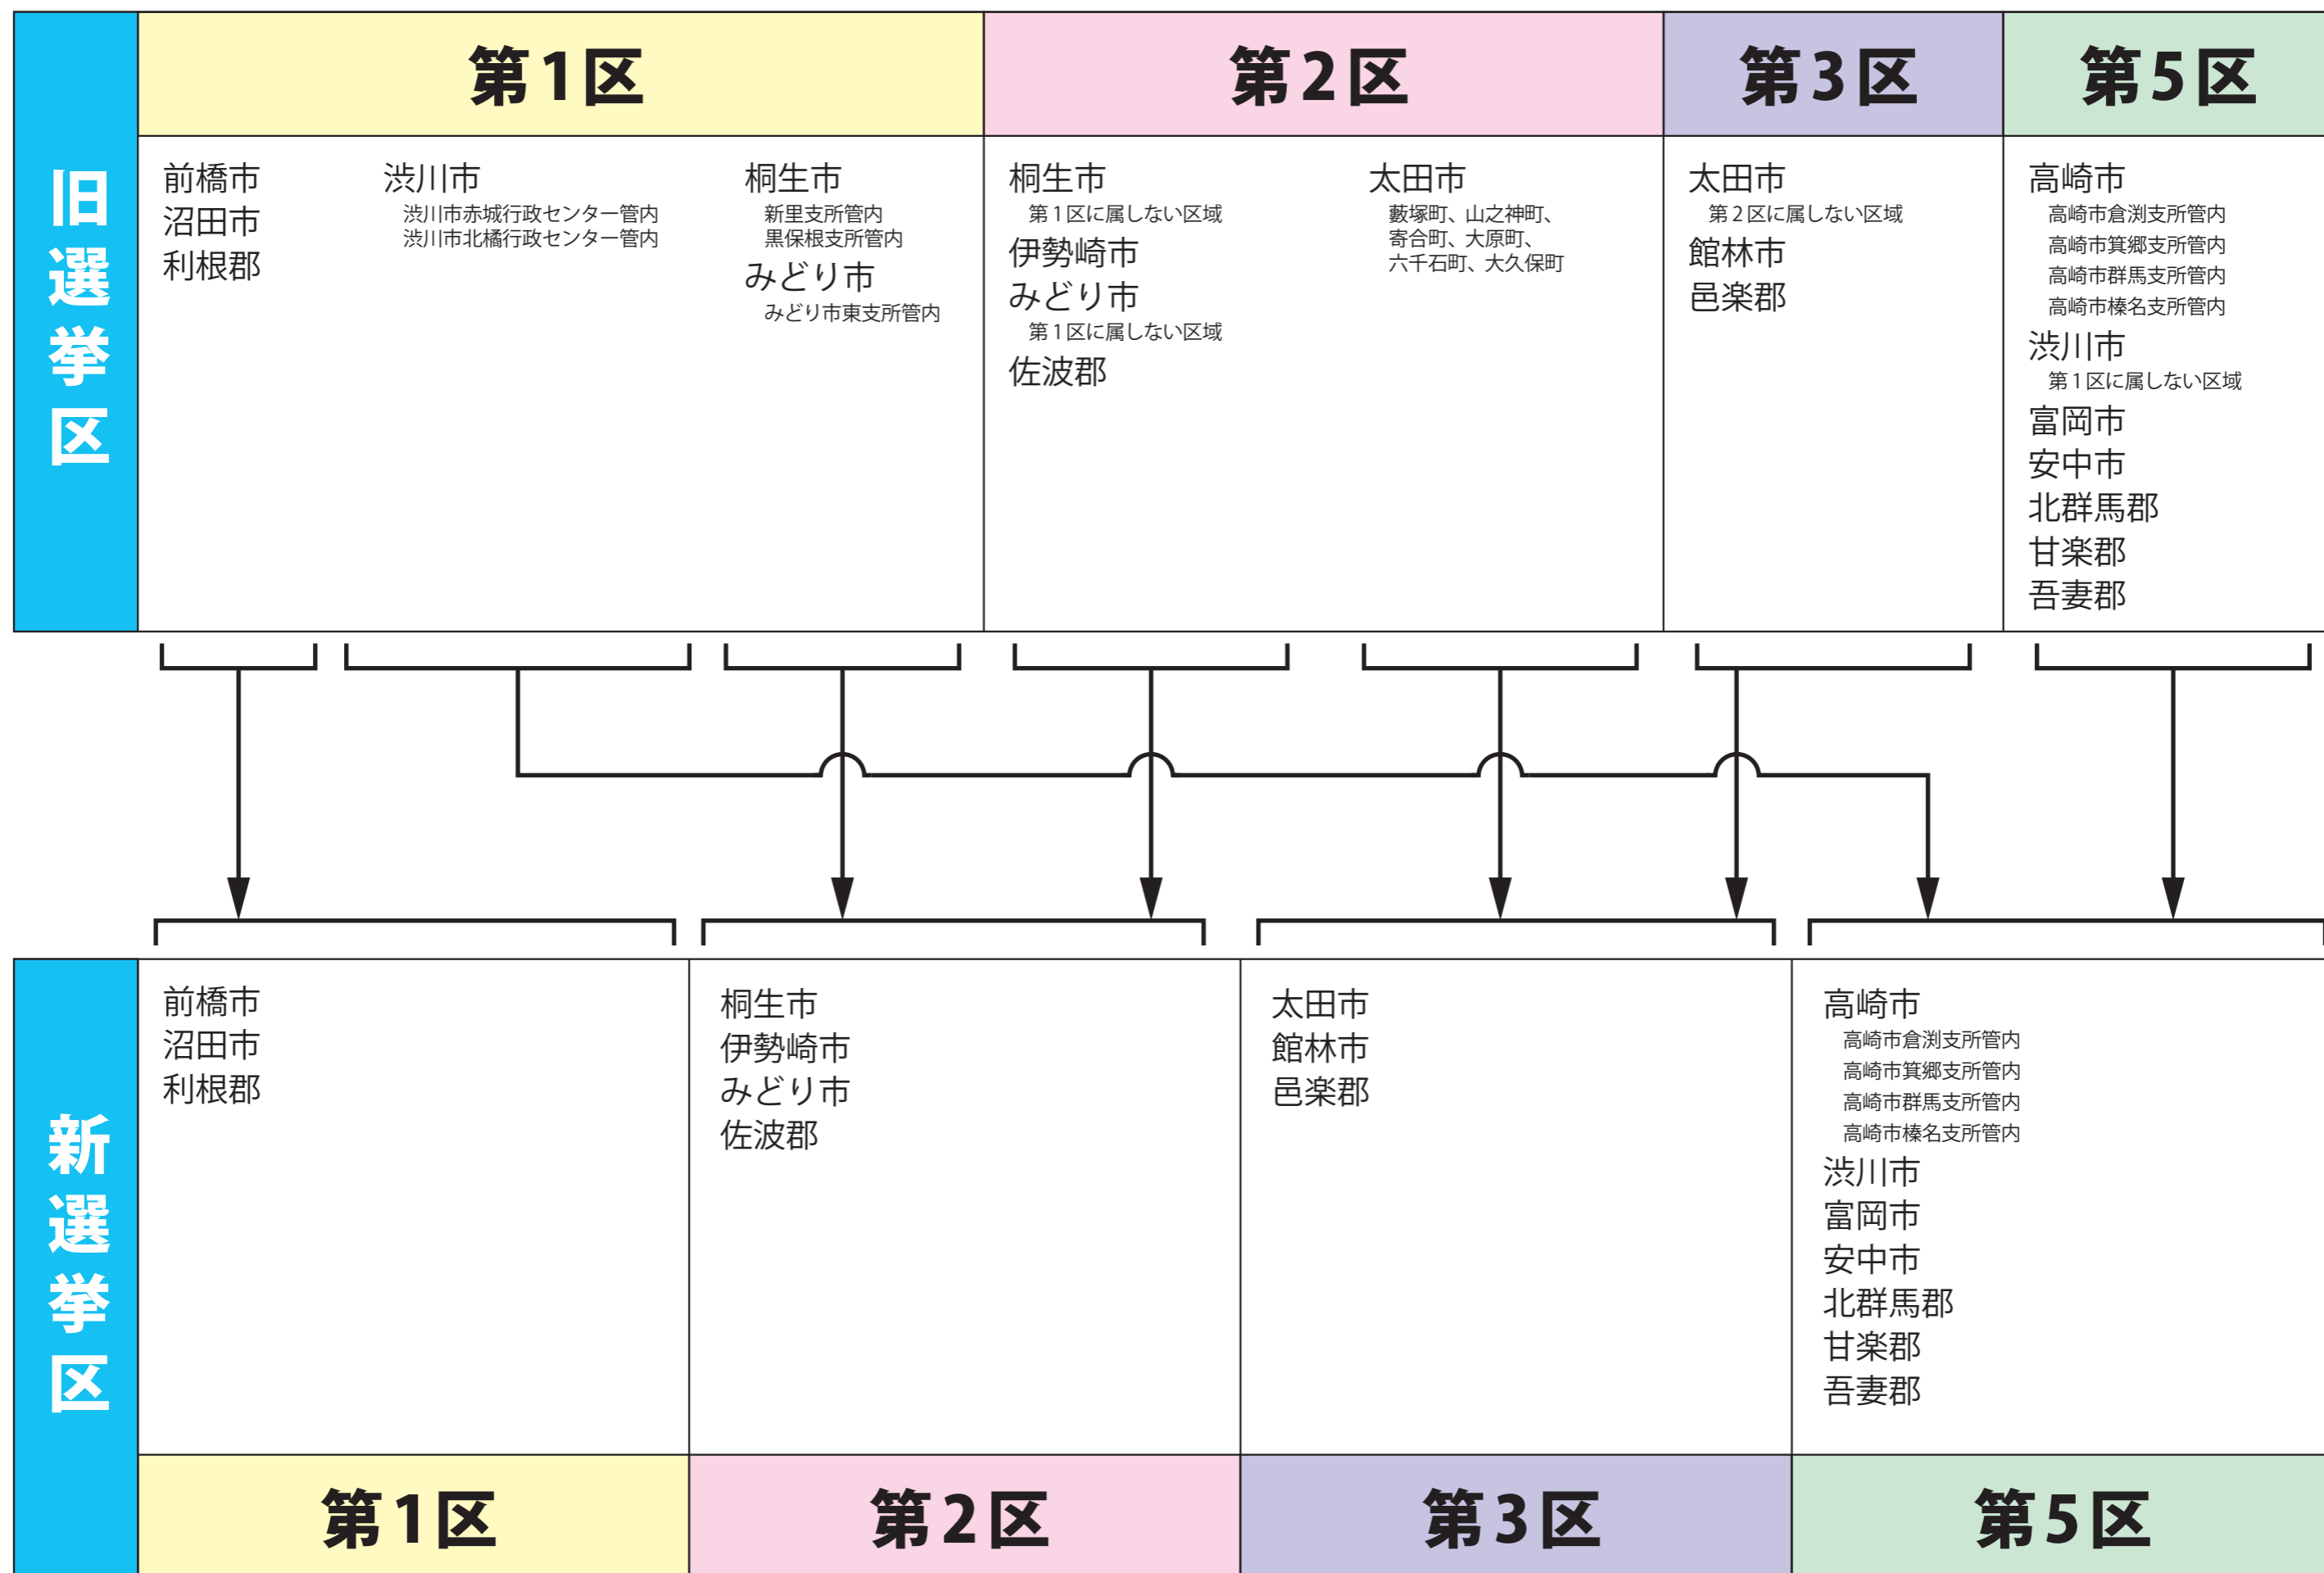 旧選挙区
第1区
前橋市
沼田市
利根郡
渋川市
渋川市赤城行政センター管内
渋川市北橘行政センター管内
桐生市
新里支所管内
黒保根支所管内
みどり市
みどり市東支所管内
第2区
桐生市
第1区に属しない区域
伊勢崎市
みどり市
第1区に属しない区域
佐波郡
太田市
藪塚町、山之神町、
寄合町、大原町、
六千石町、大久保町
第3区
太田市
第2区に属しない区域
館林市
邑楽郡
第5区
高崎市
高崎市倉渕支所管内
高崎市箕郷支所管内
高崎市群馬支所管内
高崎市榛名支所管内
渋川市
第1区に属しない区域
富岡市
安中市
北群馬郡
甘楽郡
吾妻郡
新選挙区
前橋市
沼田市
利根郡
第1区
桐生市
伊勢崎市
みどり市
佐波郡
第2区
太田市
館林市
邑楽郡
第3区
高崎市
高崎市倉渕支所管内
高崎市箕郷支所管内
高崎市群馬支所管内
高崎市榛名支所管内
渋川市
富岡市
安中市
北群馬郡
甘楽郡
吾妻郡
第5区